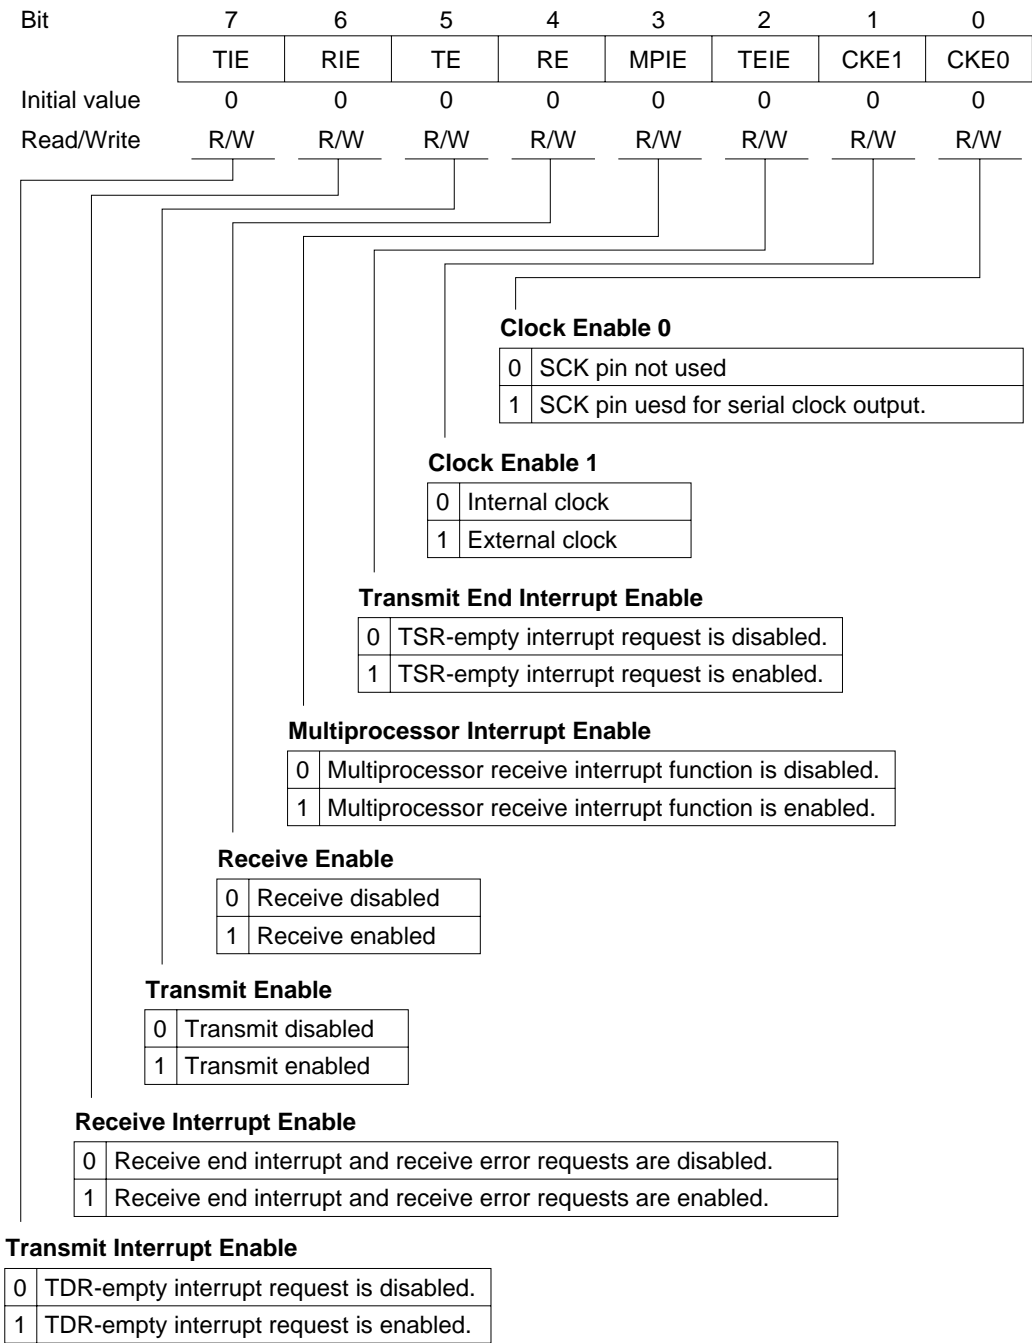 Bit 7 6 5 4 3 2 1 0
TIE RIE TE RE MPIE TEIE CKE1 CKE0
Initial value 0 0 0 0 0 0 0 0
Read/Write R/W R/W R/W R/W R/W R/W R/W R/W
Clock Enable 0
0 SCK pin not used
1 SCK pin uesd for serial clock output.
Clock Enable 1
0 Internal clock
1 External clock
Transmit End Interrupt Enable
0 TSR-empty interrupt request is disabled.
1 TSR-empty interrupt request is enabled.
Multiprocessor Interrupt Enable
0 Multiprocessor receive interrupt function is disabled.
1 Multiprocessor receive interrupt function is enabled.
Receive Enable
0 Receive disabled
1 Receive enabled
Transmit Enable
0 Transmit disabled
1 Transmit enabled
Receive Interrupt Enable
0 Receive end interrupt and receive error requests are disabled.
1 Receive end interrupt and receive error requests are enabled.
Transmit Interrupt Enable
0 TDR-empty interrupt request is disabled.
1 TDR-empty interrupt request is enabled.